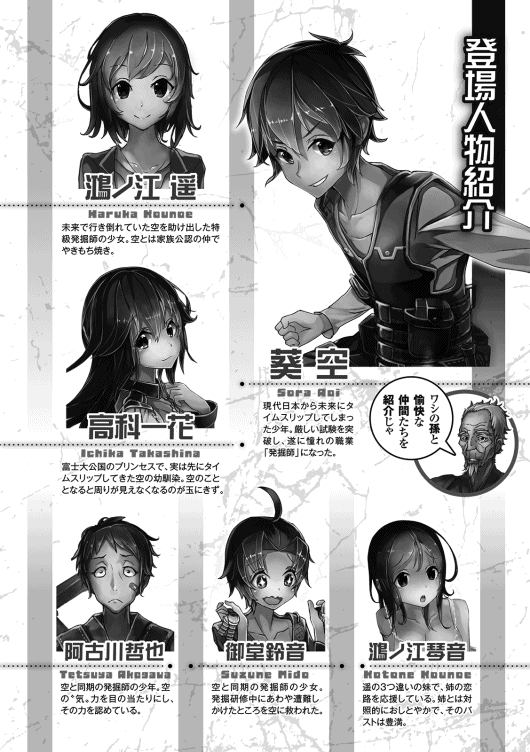 登場人物紹介
鴻ノ江 遥
Haruka Kounoe
未来で行き倒れていた空を助け出した特
級発掘師の少女。空とは家族公認の仲で
やきもち焼き。
葵 空
Sora Aoi
現代日本から未来にタ
イムスリップしてしまっ
た少年。厳しい試験を突
破し、遂に憧れの職業
「発掘師」になった。
ワシの孫と
愉快な
仲間たちを
紹介じゃ
高科一花
Ichika Takashina
富士大公国のプリンセスで、実は先にタイ
ムスリップしてきた空の幼馴染。空のこと
となると周りが見えなくなるのが玉にきず。
阿古川哲也
Tetsuya Akogawa
空と同期の発掘師の少年。空
の〝気〟力を目の当たりにし、
その力を認めている。
御堂鈴音
Suzune Mido
空と同期の発掘師の少女。
発掘研修中にあわや遭難し
かけたところを空に救われた。
鴻ノ江琴音
Kotone Kounoe
遥の3つ違いの妹で、姉の恋
路を応援している。姉とは対
照的におしとやかで、そのバ
ストは豊満。